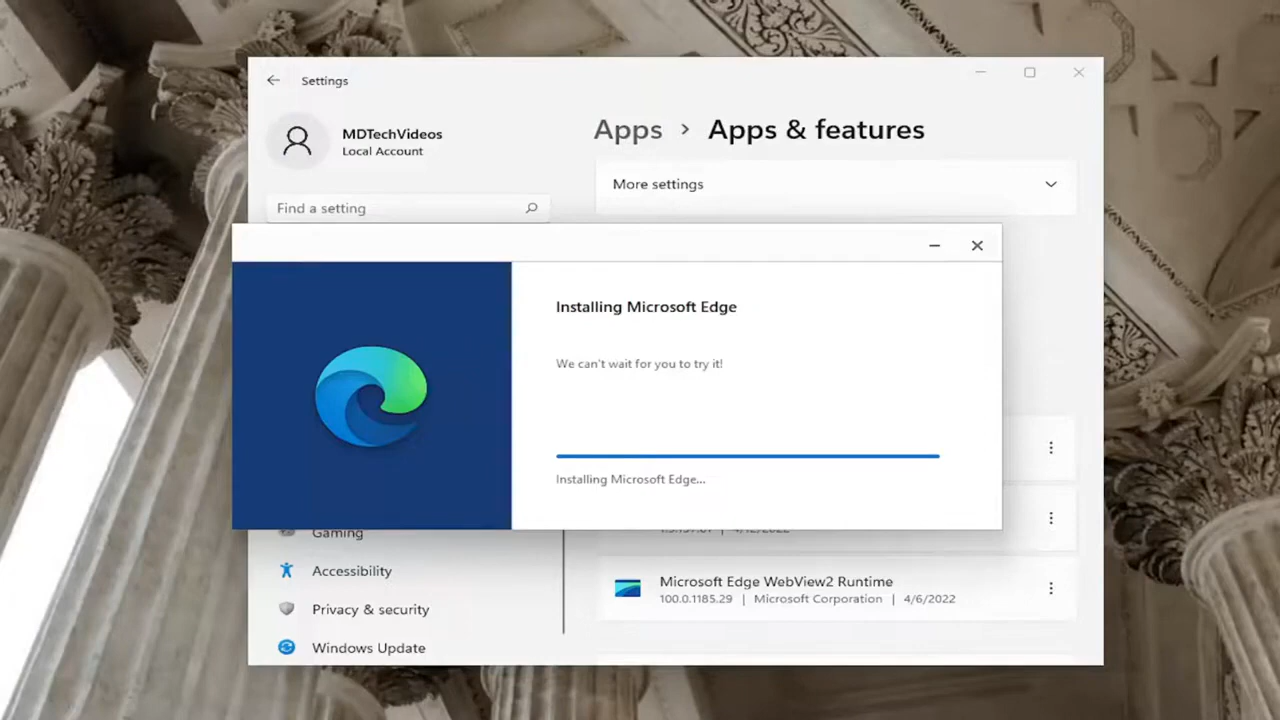 Settings
MDTechVideos
Local Account
Find a setting
Apps > Apps & features
More settings
Installing Microsoft Edge
We can't wait for you to try it!
Installing Microsoft Edge...
Gaming
Accessibility
Privacy & security
Windows Update
Microsoft Edge WebView2 Runtime
100.0.1185.29 | Microsoft Corporation | 4/6/2022